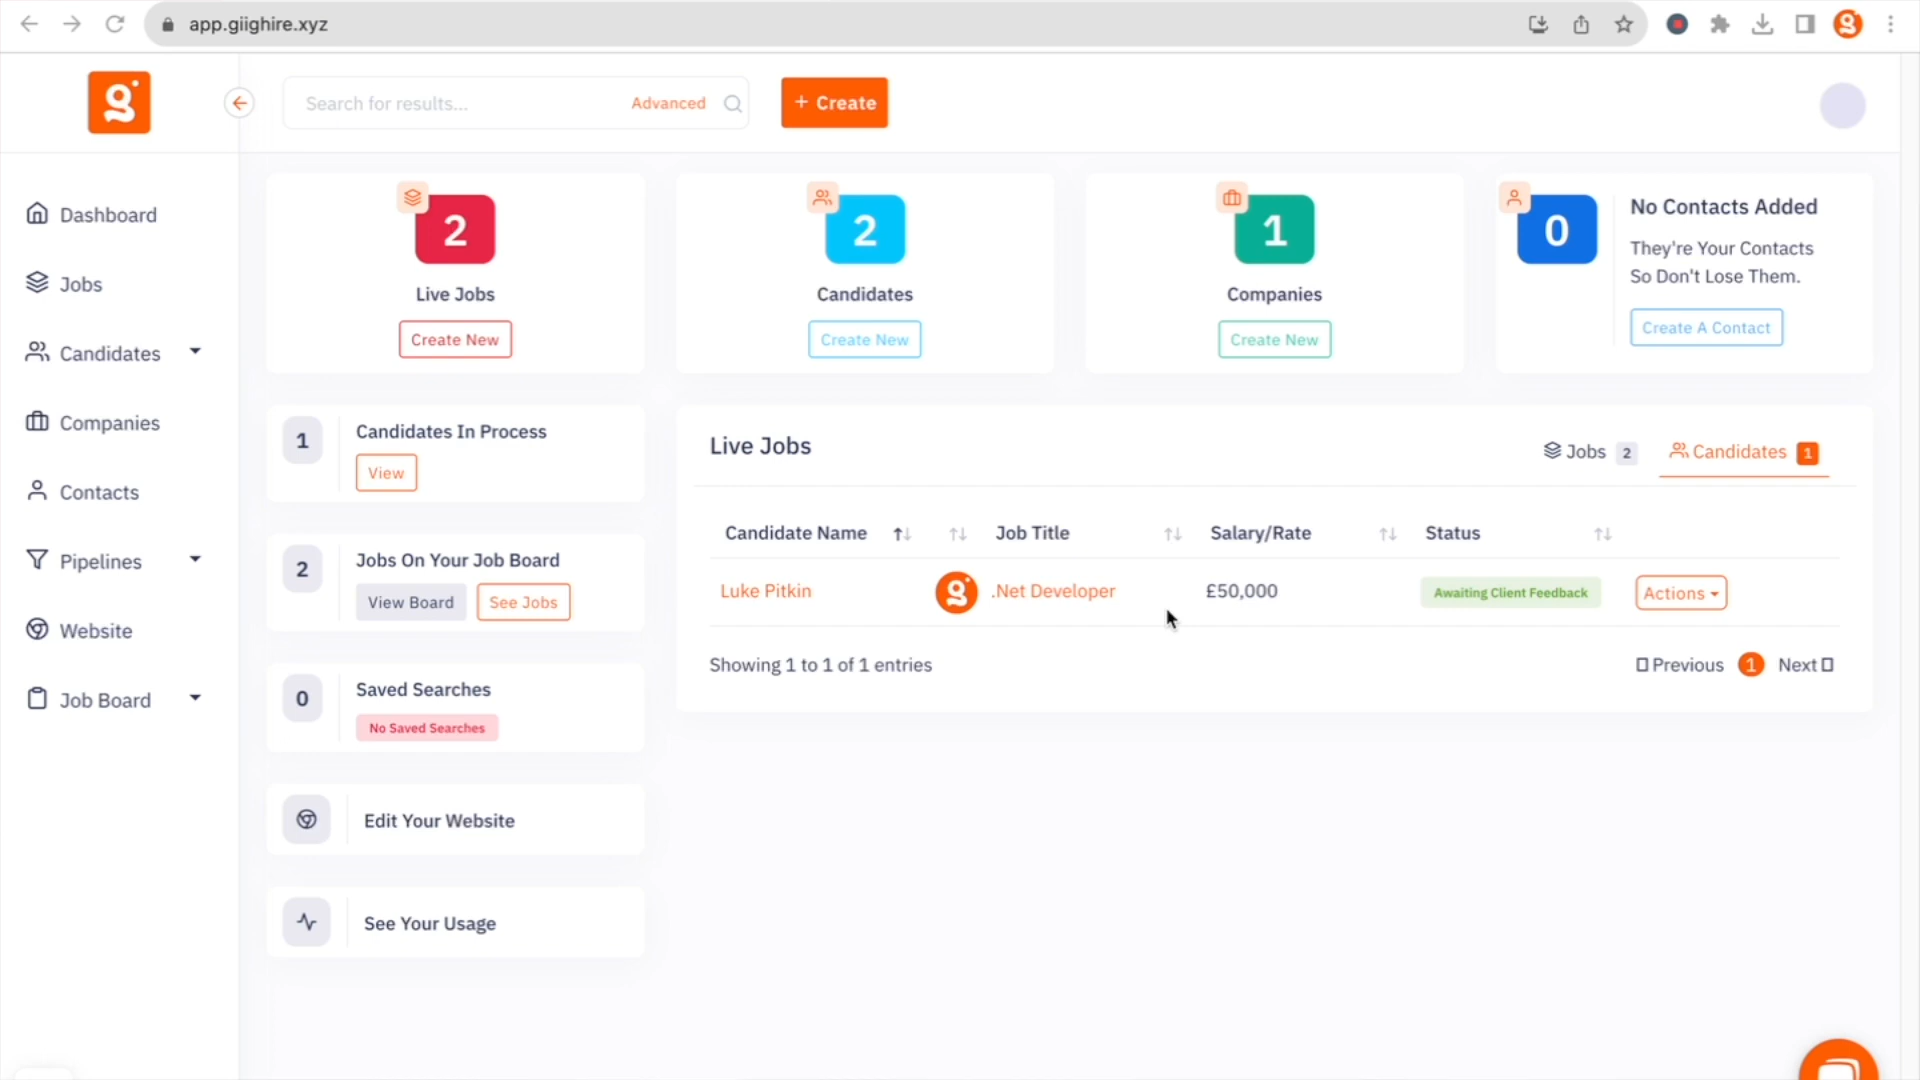 app.giighire.xyz
g
Search for results...
Advanced
+ Create
Dashboard
Jobs
Candidates
Companies
Contacts
Pipelines
Website
Job Board
2
Live Jobs
Create New
2
Candidates
Create New
1
Companies
Create New
0
No Contacts Added
They're Your Contacts
So Don't Lose Them.
Create A Contact
1
Candidates In Process
View
2
Jobs On Your Job Board
View Board
See Jobs
0
Saved Searches
No Saved Searches
Edit Your Website
See Your Usage
Live Jobs
Jobs 2
Candidates 1
Candidate Name
Job Title
Salary/Rate
Status
Luke Pitkin
g
.Net Developer
£50,000
Awaiting Client Feedback
Actions
Showing 1 to 1 of 1 entries
Previous
1
Next